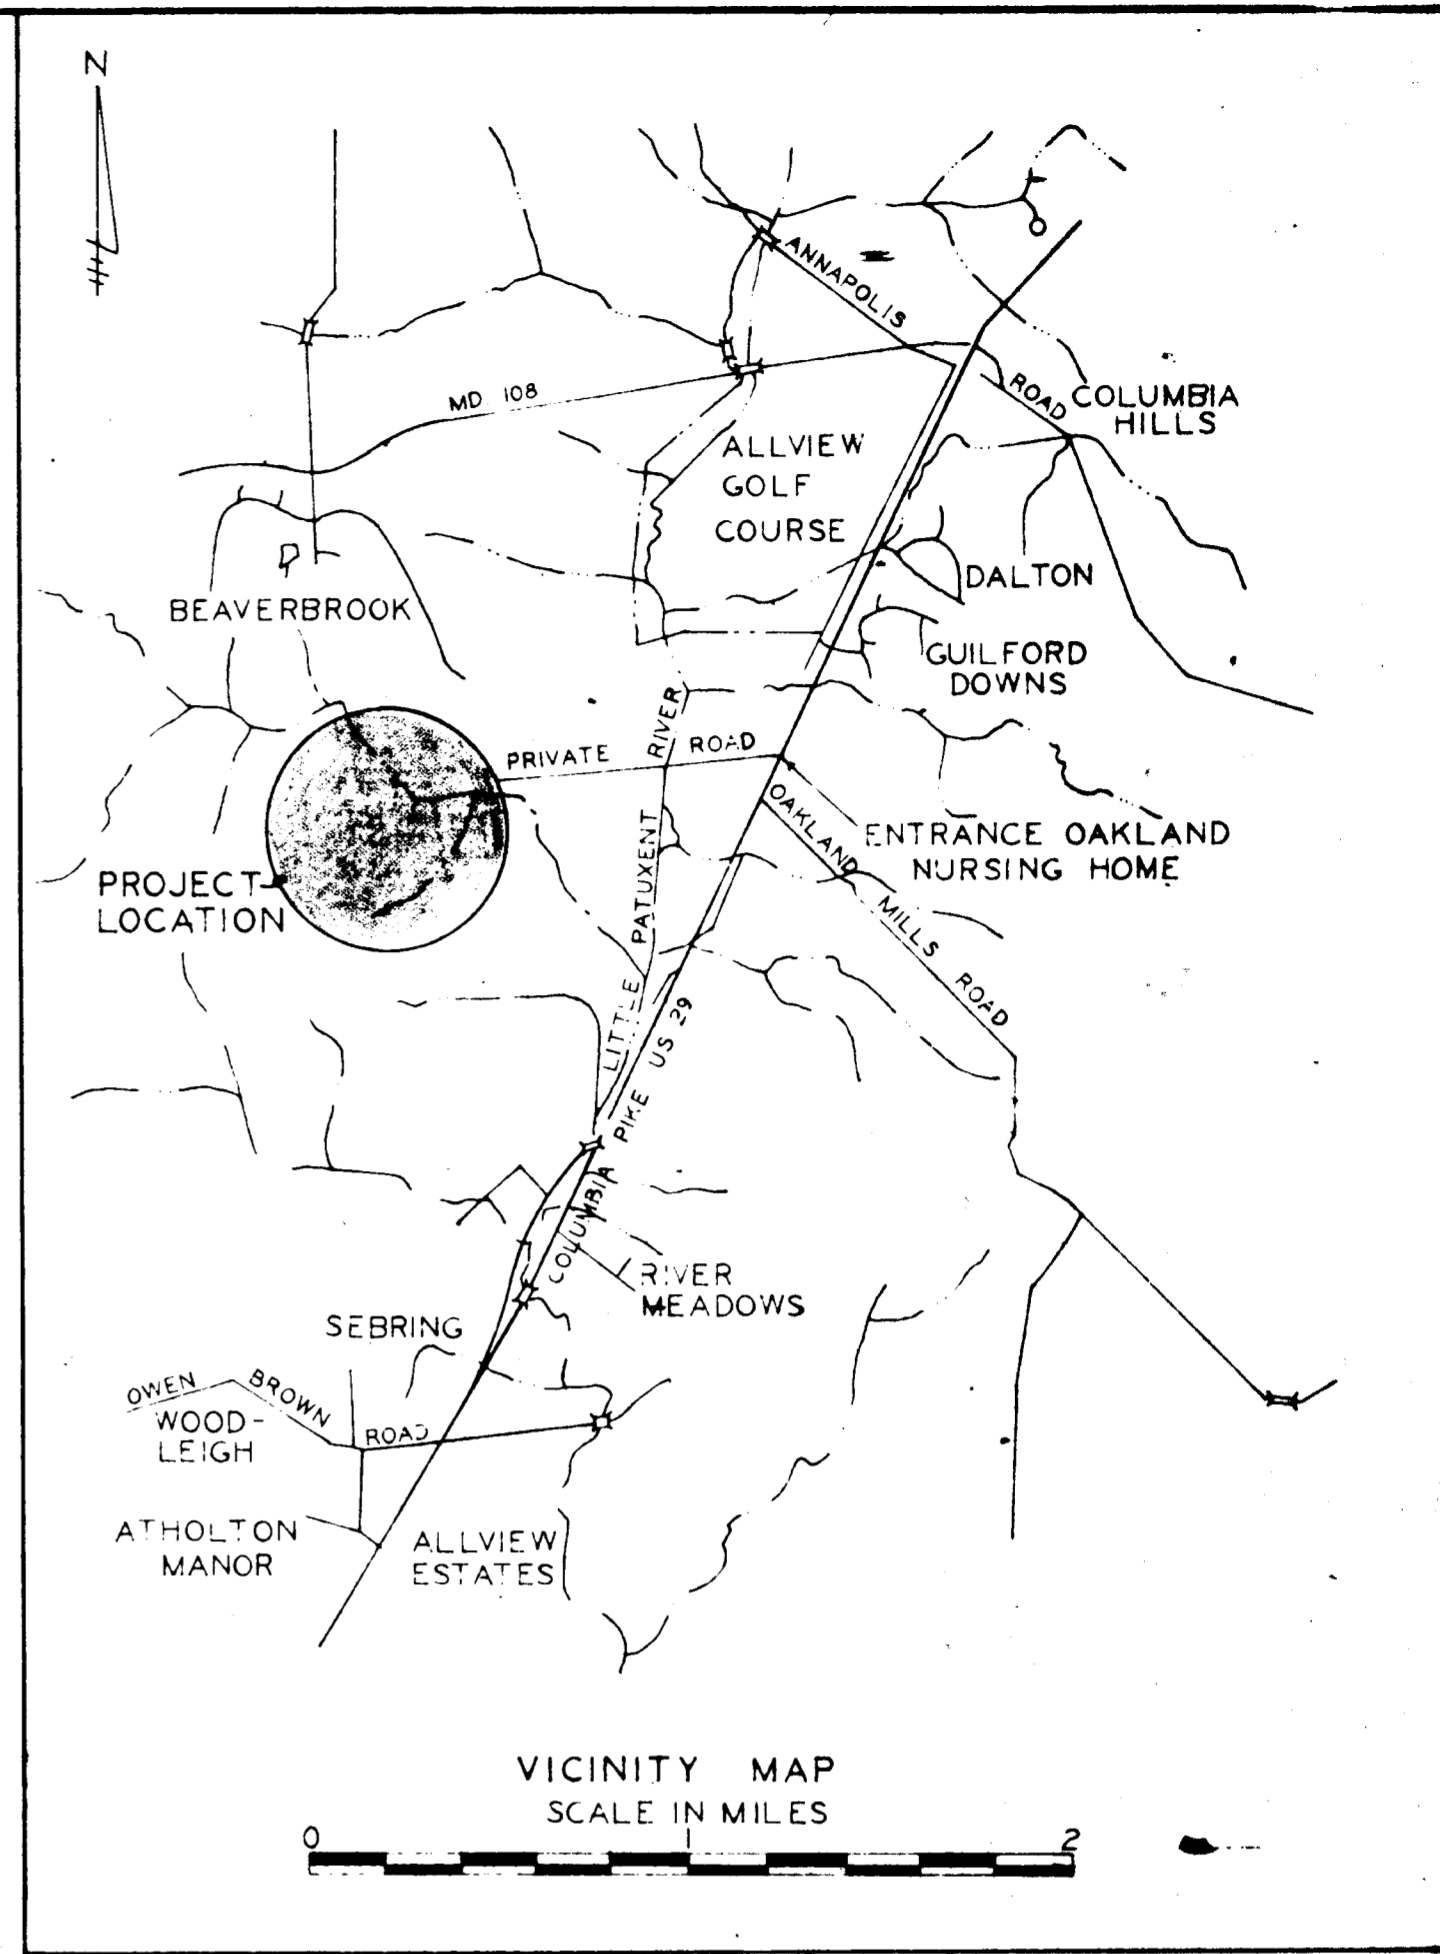 N
ANNAPOLIS
ROAD
MD 108
COLUMBIA
HILLS
ALLVIEW
GOLF
COURSE
BEAVERBROOK
DALTON
GUILFORD
DOWNS
PRIVATE ROAD
LITTLE PATUXENT RIVER
OAKLAND MILLS ROAD
ENTRANCE OAKLAND
NURSING HOME
PROJECT
LOCATION
COLUMBIA PIKE US 29
RIVER
MEADOWS
SEBRING
OWEN BROWN ROAD
WOOD-
LEIGH
ATHOLTON
MANOR
ALLVIEW
ESTATES
VICINITY MAP
SCALE IN MILES
0 1 2